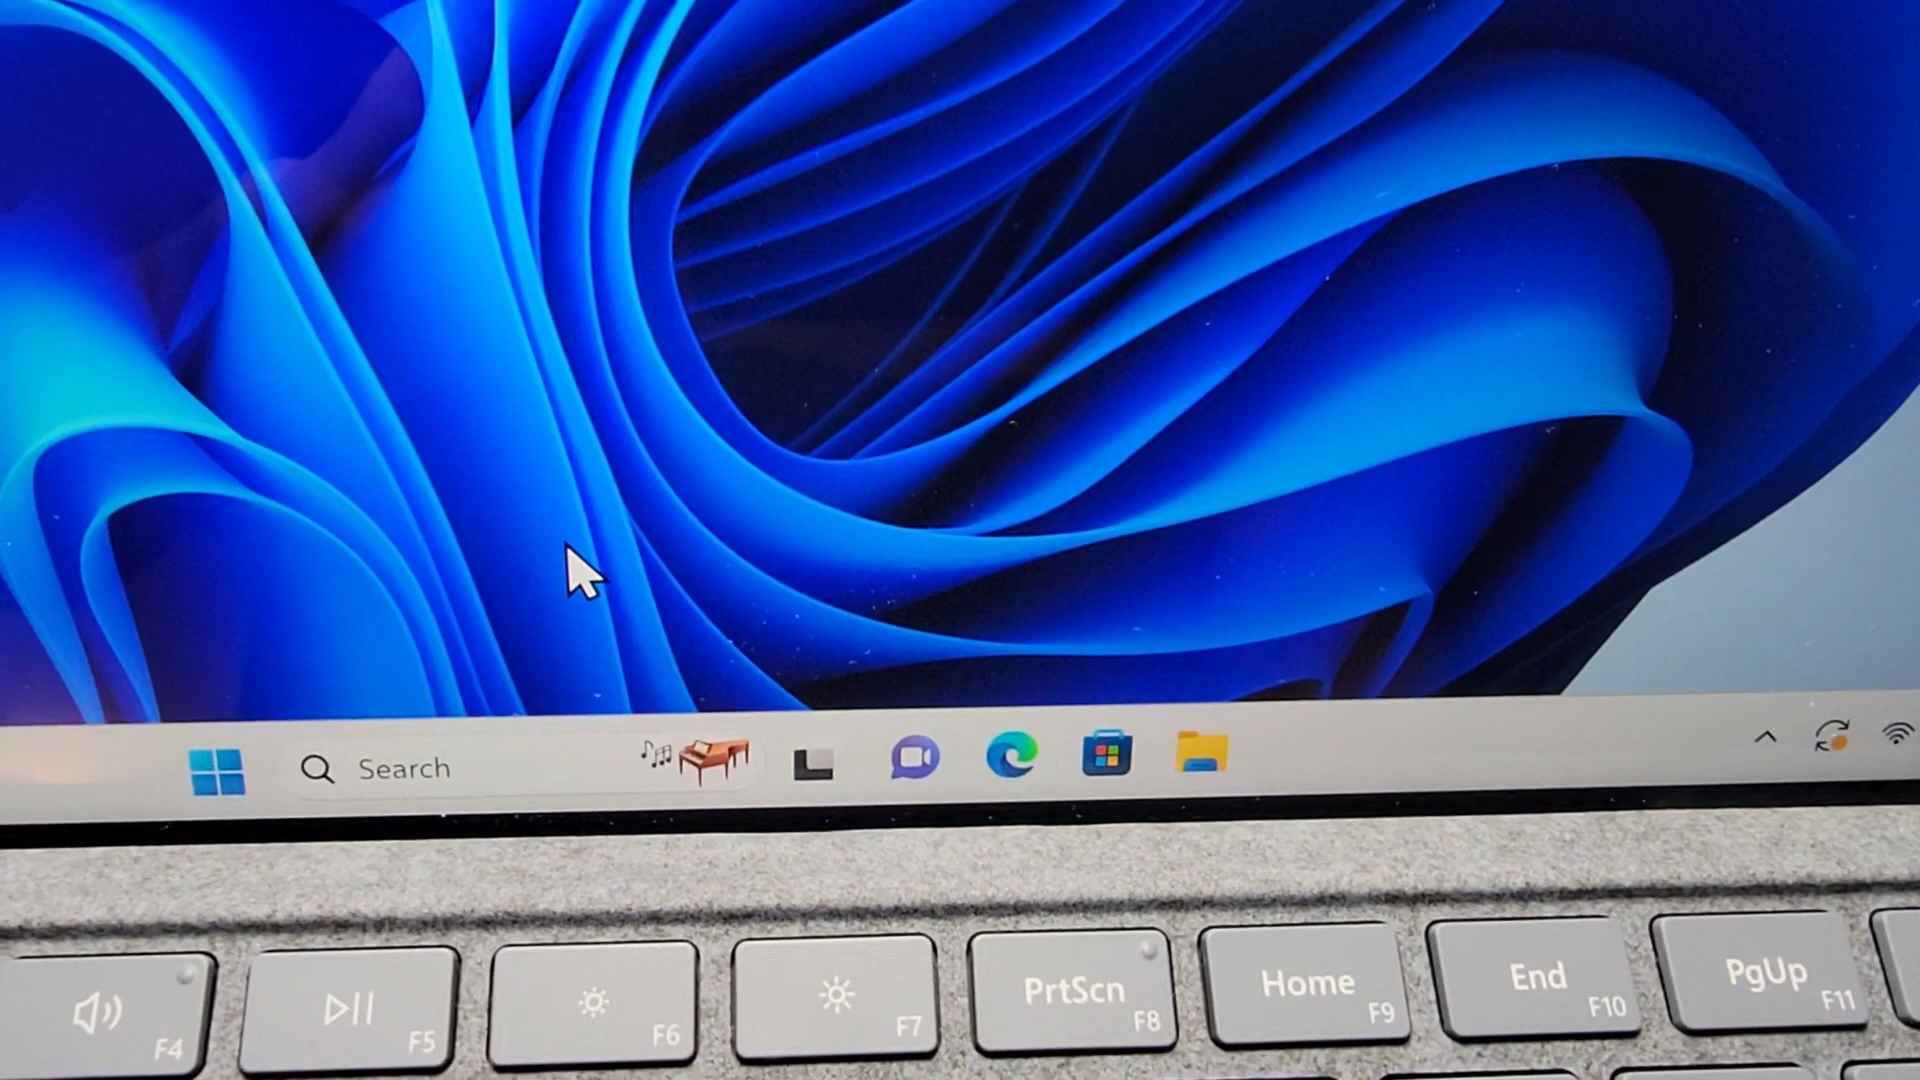 Search
F4
F5
F6
F7
PrtScn
F8
Home
F9
End
F10
PgUp
F11